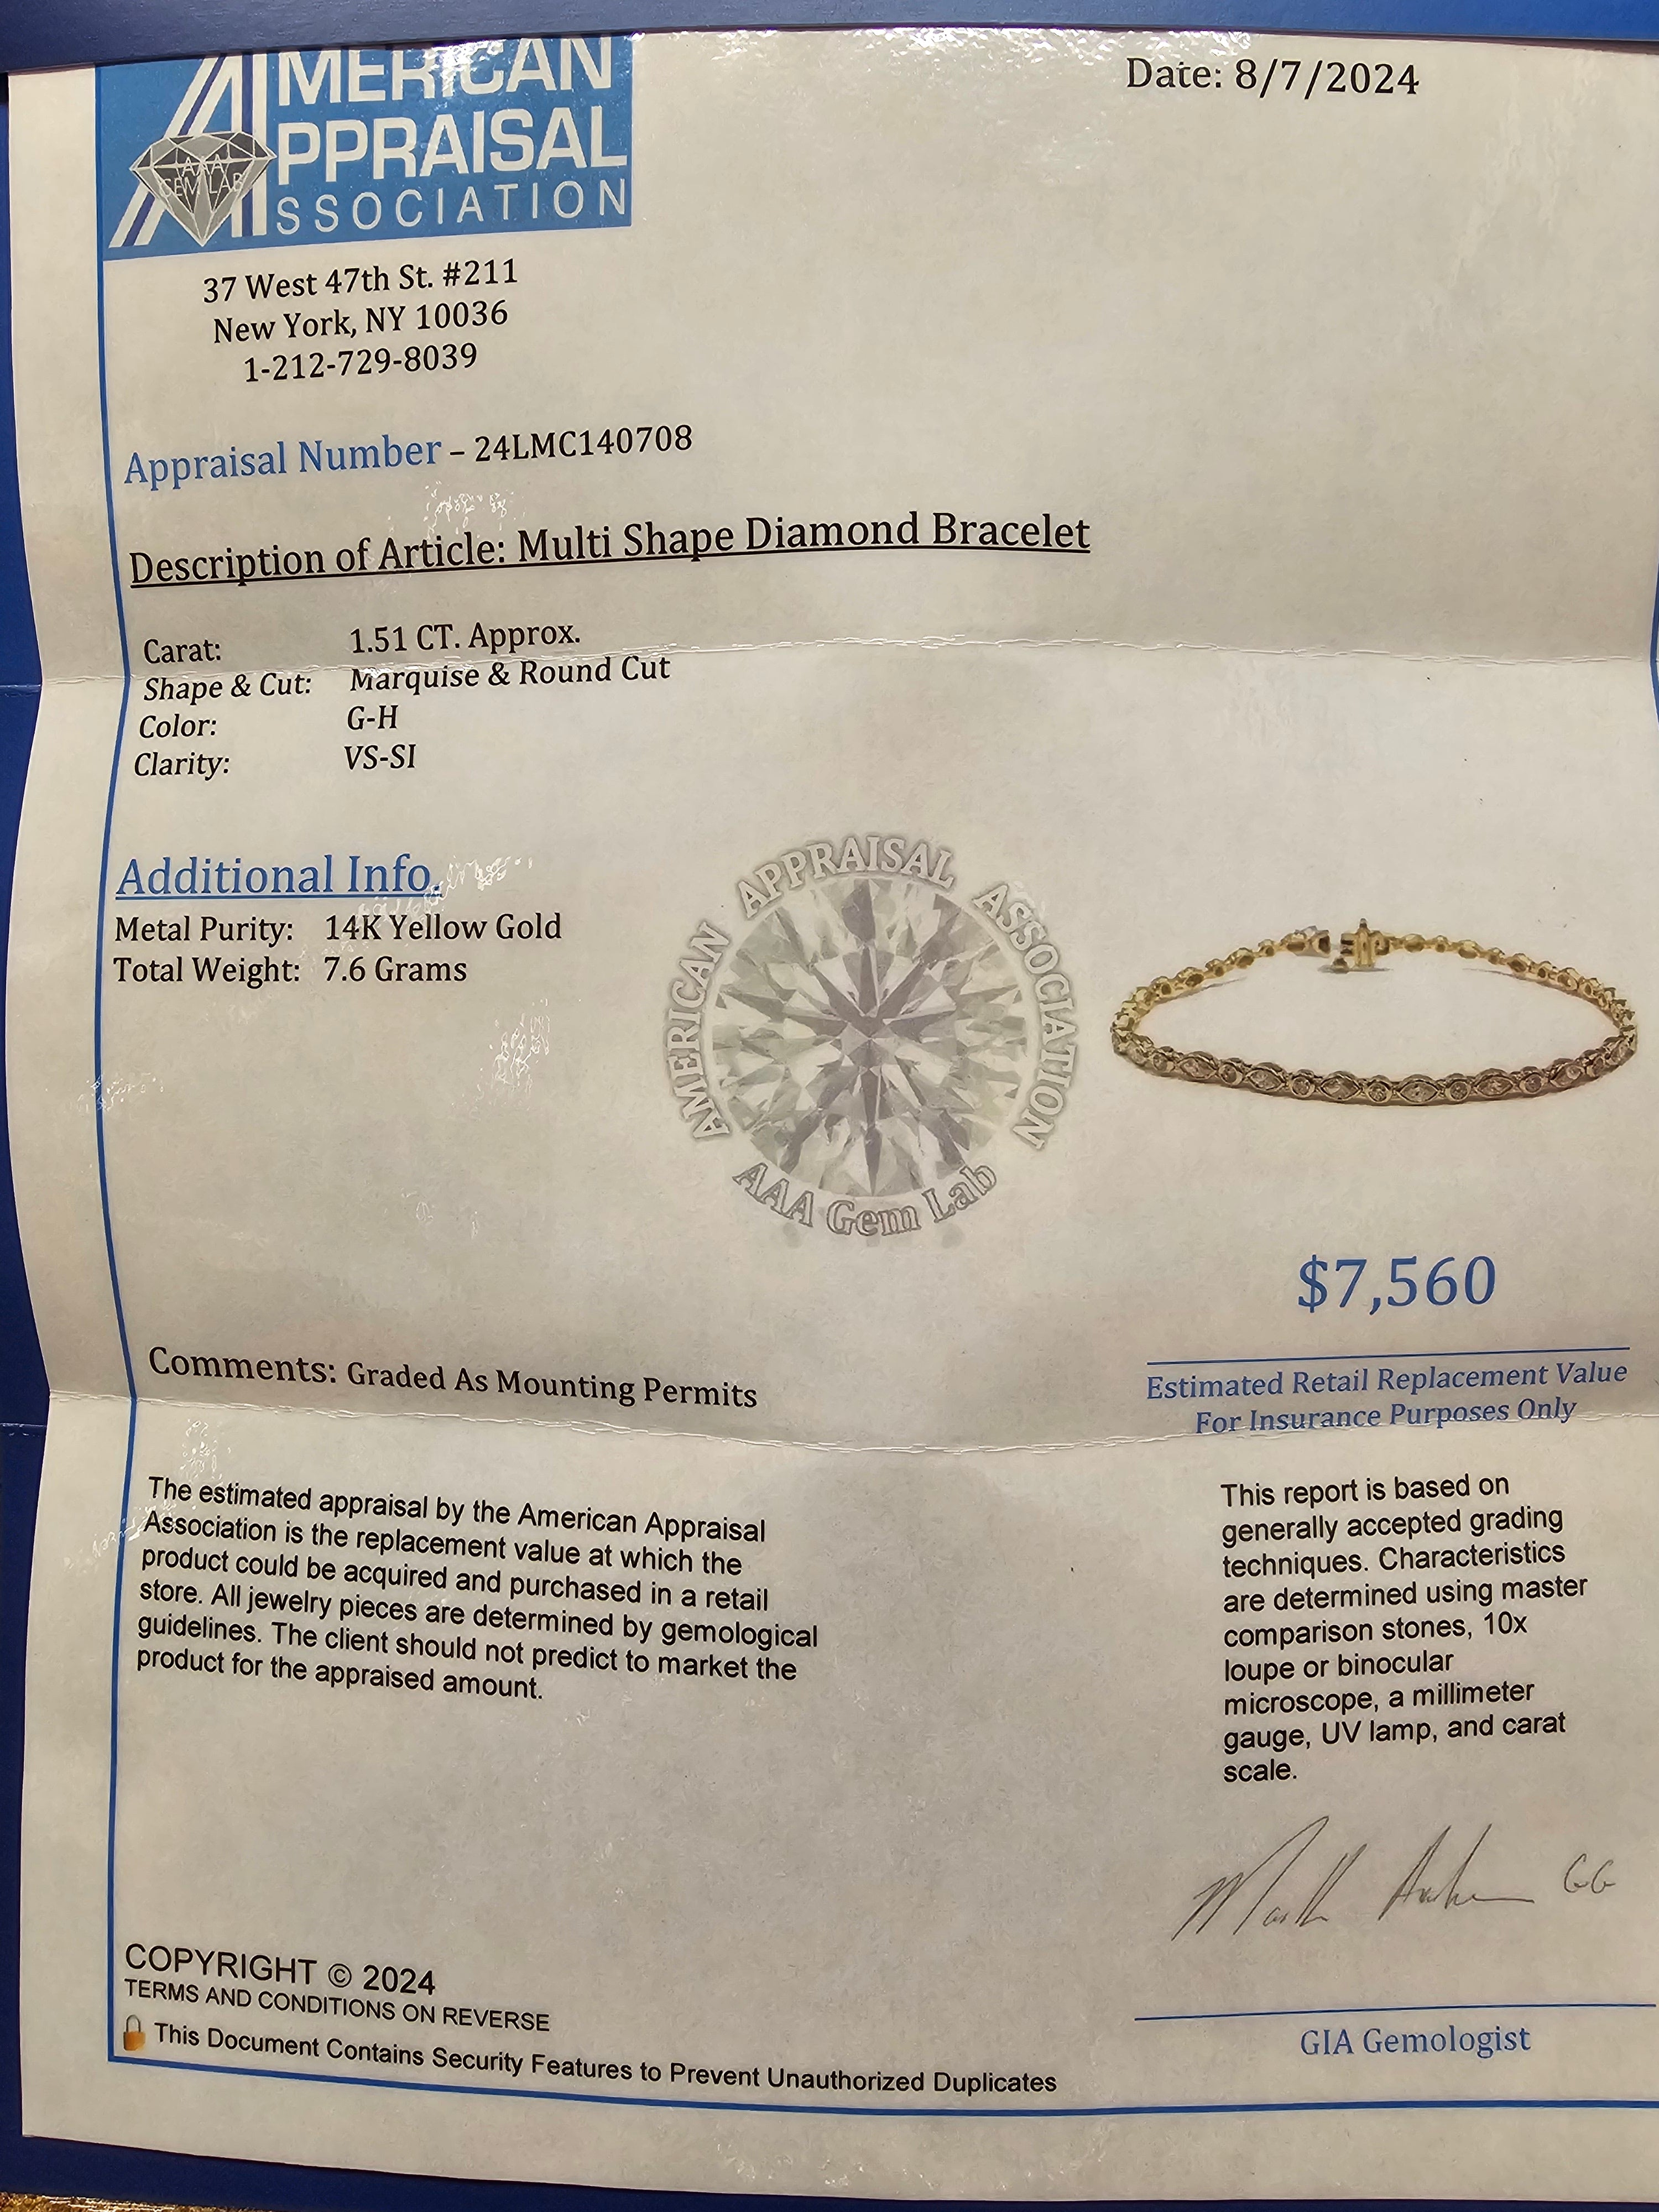 AMERICAN
APPRAISAL
ASSOCIATION
AAA
GEM LAB
Date: 8/7/2024
37 West 47th St. #211
New York, NY 10036
1-212-729-8039
Appraisal Number – 24LMC140708
Description of Article: Multi Shape Diamond Bracelet
Carat: 1.51 CT. Approx.
Shape & Cut: Marquise & Round Cut
Color: G-H
Clarity: VS-SI
Additional Info.
Metal Purity: 14K Yellow Gold
Total Weight: 7.6 Grams
AMERICAN APPRAISAL ASSOCIATION
AAA Gem Lab
$7,560
Estimated Retail Replacement Value
For Insurance Purposes Only
Comments: Graded As Mounting Permits
The estimated appraisal by the American Appraisal
Association is the replacement value at which the
product could be acquired and purchased in a retail
store. All jewelry pieces are determined by gemological
guidelines. The client should not predict to market the
product for the appraised amount.
This report is based on
generally accepted grading
techniques. Characteristics
are determined using master
comparison stones, 10x
loupe or binocular
microscope, a millimeter
gauge, UV lamp, and carat
scale.
GG
GIA Gemologist
COPYRIGHT © 2024
TERMS AND CONDITIONS ON REVERSE
This Document Contains Security Features to Prevent Unauthorized Duplicates